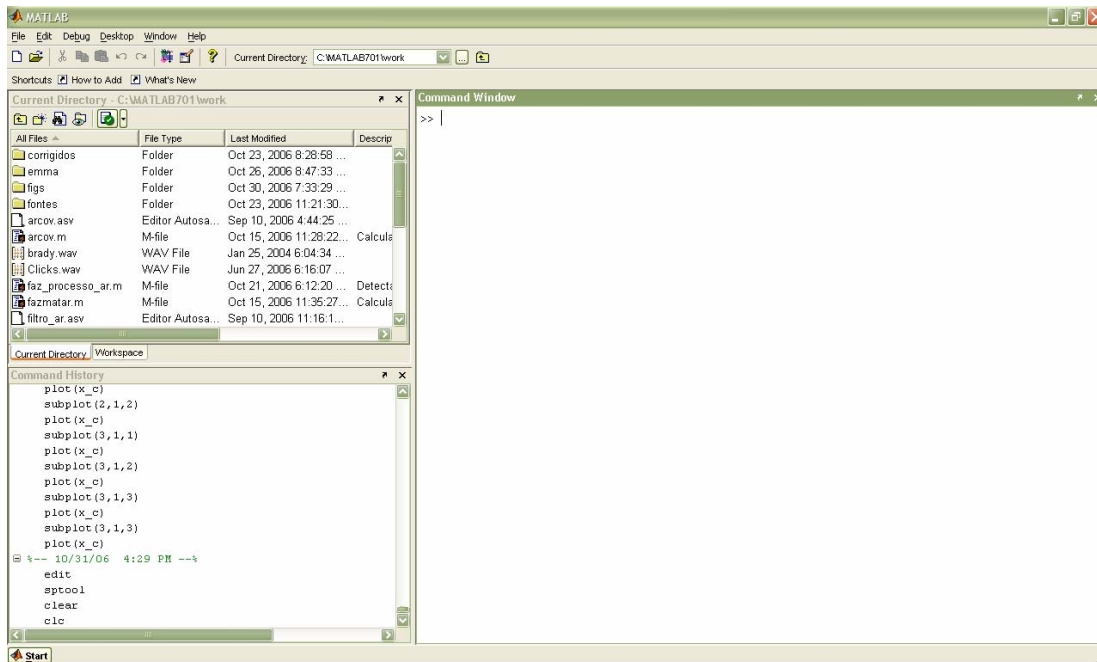 MATLAB
File Edit Debug Desktop Window Help
Current Directory: C:\MATLAB701\work
Shortcuts How to Add What's New
Current Directory - C:\MATLAB701\work
All Files File Type Last Modified Descrip
corrigidos Folder Oct 23, 2006 8:28:58 ...
emma Folder Oct 26, 2006 8:47:33 ...
figs Folder Oct 30, 2006 7:33:29 ...
fontes Folder Oct 23, 2006 11:21:30...
arcov.asv Editor Autosa... Sep 10, 2006 4:44:25 ...
arcov.m M-file Oct 15, 2006 11:28:22... Calcula
brady.wav WAV File Jan 25, 2004 6:04:34 ...
Clicks.wav WAV File Jun 27, 2006 6:16:07 ...
faz_processo_ar.m M-file Oct 21, 2006 6:12:20 ... Detecta
fazmatar.m M-file Oct 15, 2006 11:35:27... Calcula
filtro_ar.asv Editor Autosa... Sep 10, 2006 11:16:1...
Current Directory Workspace
Command History
plot(x_c)
subplot(2,1,2)
plot(x_c)
subplot(3,1,1)
plot(x_c)
subplot(3,1,2)
plot(x_c)
subplot(3,1,3)
plot(x_c)
subplot(3,1,3)
plot(x_c)
%-- 10/31/06 4:29 PM --%
edit
sptool
clear
clc
Command Window
>>
Start